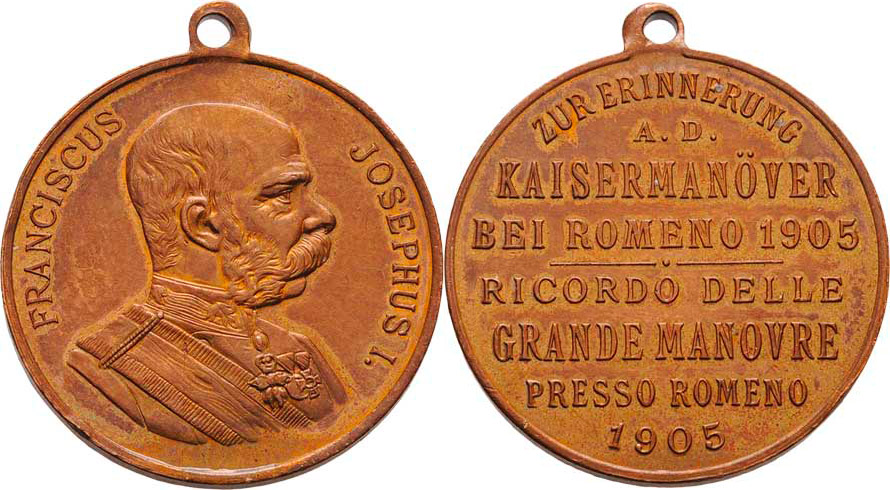 FRANCISCUS JOSEPHUS I.
ZUR ERINNERUNG
A. D.
KAISERMANÖVER
BEI ROMENO 1905
RICORDO DELLE
GRANDE MANOVRE
PRESSO ROMENO
1905